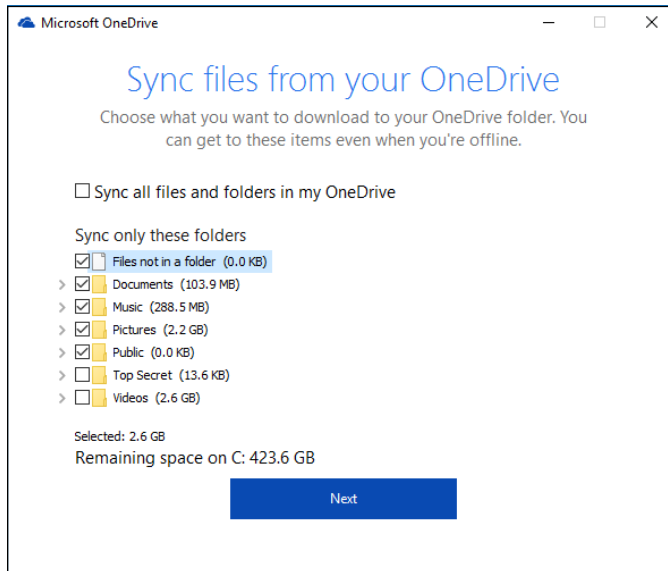 Microsoft OneDrive
Sync files from your OneDrive
Choose what you want to download to your OneDrive folder. You
can get to these items even when you're offline.
Sync all files and folders in my OneDrive
Sync only these folders
Files not in a folder (0.0 KB)
Documents (103.9 MB)
Music (288.5 MB)
Pictures (2.2 GB)
Public (0.0 KB)
Top Secret (13.6 KB)
Videos (2.6 GB)
Selected: 2.6 GB
Remaining space on C: 423.6 GB
Next